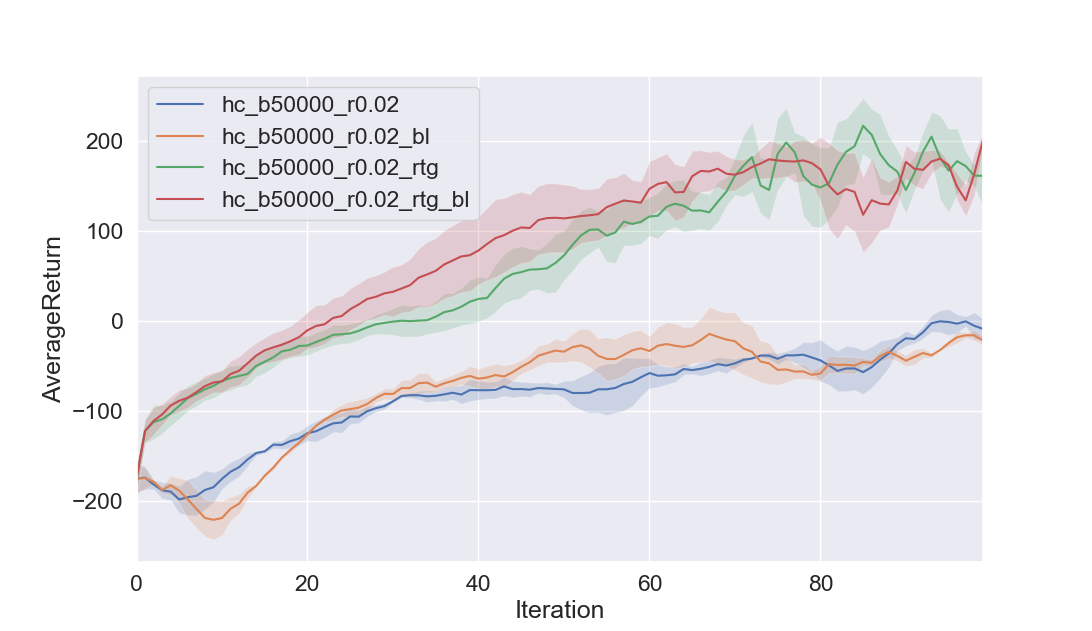 hc_b50000_r0.02
hc_b50000_r0.02_bl
hc_b50000_r0.02_rtg
hc_b50000_r0.02_rtg_bl
200
100
0
−100
−200
AverageReturn
0 20 40 60 80
Iteration